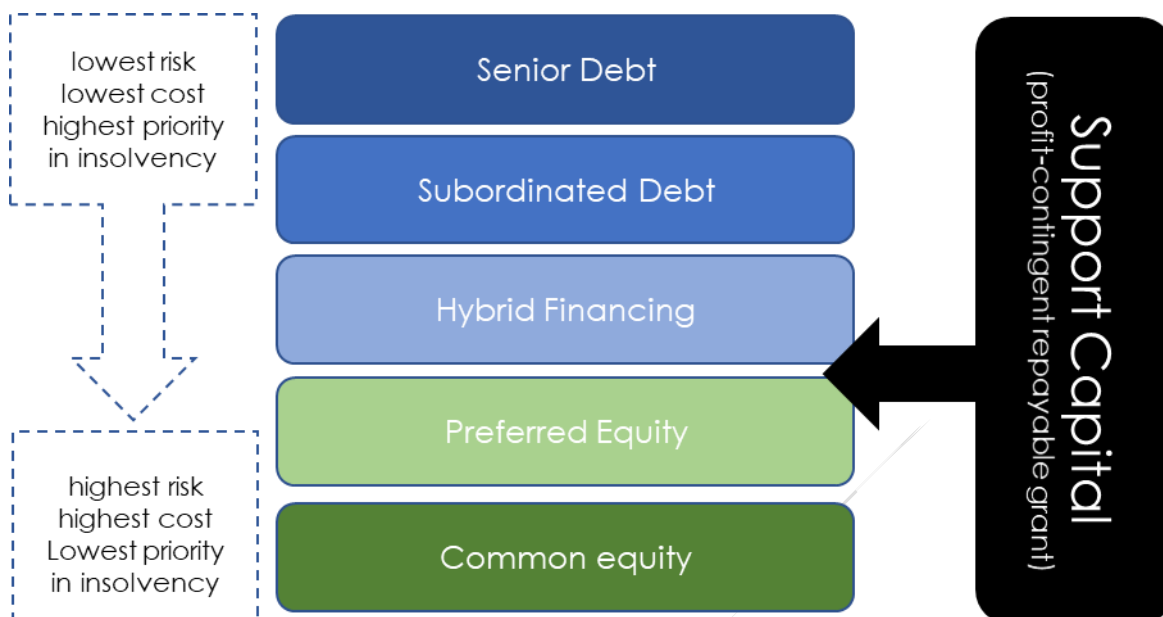 lowest risk
lowest cost
highest priority
in insolvency
Senior Debt
Subordinated Debt
Hybrid Financing
Preferred Equity
Common equity
highest risk
highest cost
Lowest priority
in insolvency
Support Capital
(profit-contingent repayable grant)